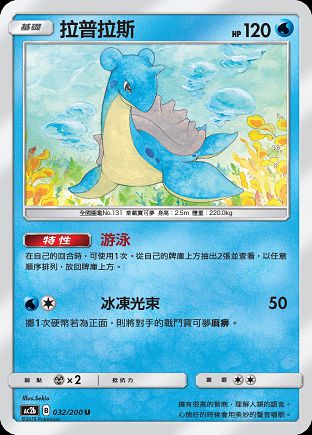 基礎 拉普拉斯 HP 120
全國圖鑑No.131 乘載寶可夢 身高：2.5m 體重：220.0kg
特性 游泳
在自己的回合時，可使用1次。從自己的牌庫上方抽出2張並查看，以任意
順序排列，放回牌庫上方。
冰凍光束 50
擲1次硬幣若為正面，則將對手的戰鬥寶可夢麻痺。
弱點 ×2 抵抗力 撤退
Illus.Sekio
AC2b B 032/200 U
©2019 Pokémon
擁有很高的智慧，能夠理解人類語言。
心情好的時候會用美妙的聲音唱歌。